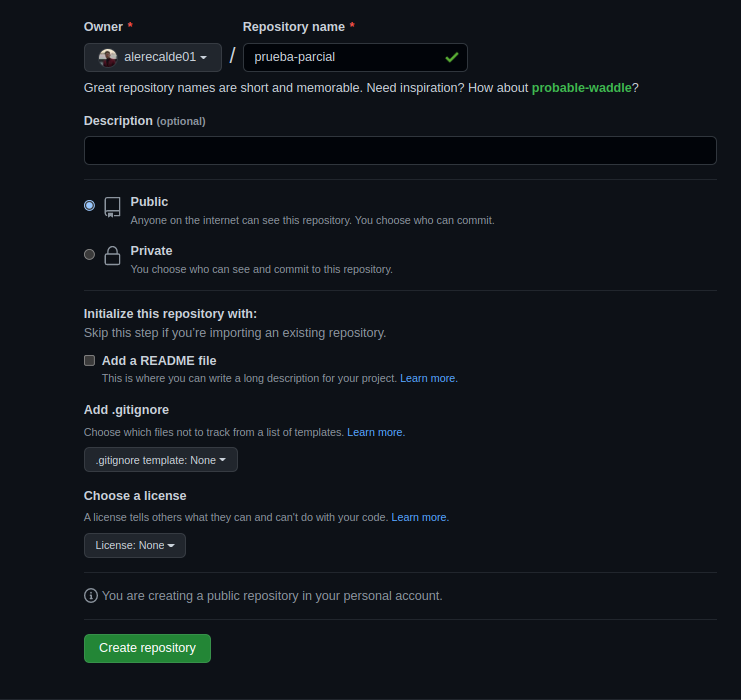 Owner * Repository name *
alerecalde01 / prueba-parcial
Great repository names are short and memorable. Need inspiration? How about probable-waddle?
Description (optional)
Public
Anyone on the internet can see this repository. You choose who can commit.
Private
You choose who can see and commit to this repository.
Initialize this repository with:
Skip this step if you’re importing an existing repository.
Add a README file
This is where you can write a long description for your project. Learn more.
Add .gitignore
Choose which files not to track from a list of templates. Learn more.
.gitignore template: None
Choose a license
A license tells others what they can and can't do with your code. Learn more.
License: None
You are creating a public repository in your personal account.
Create repository